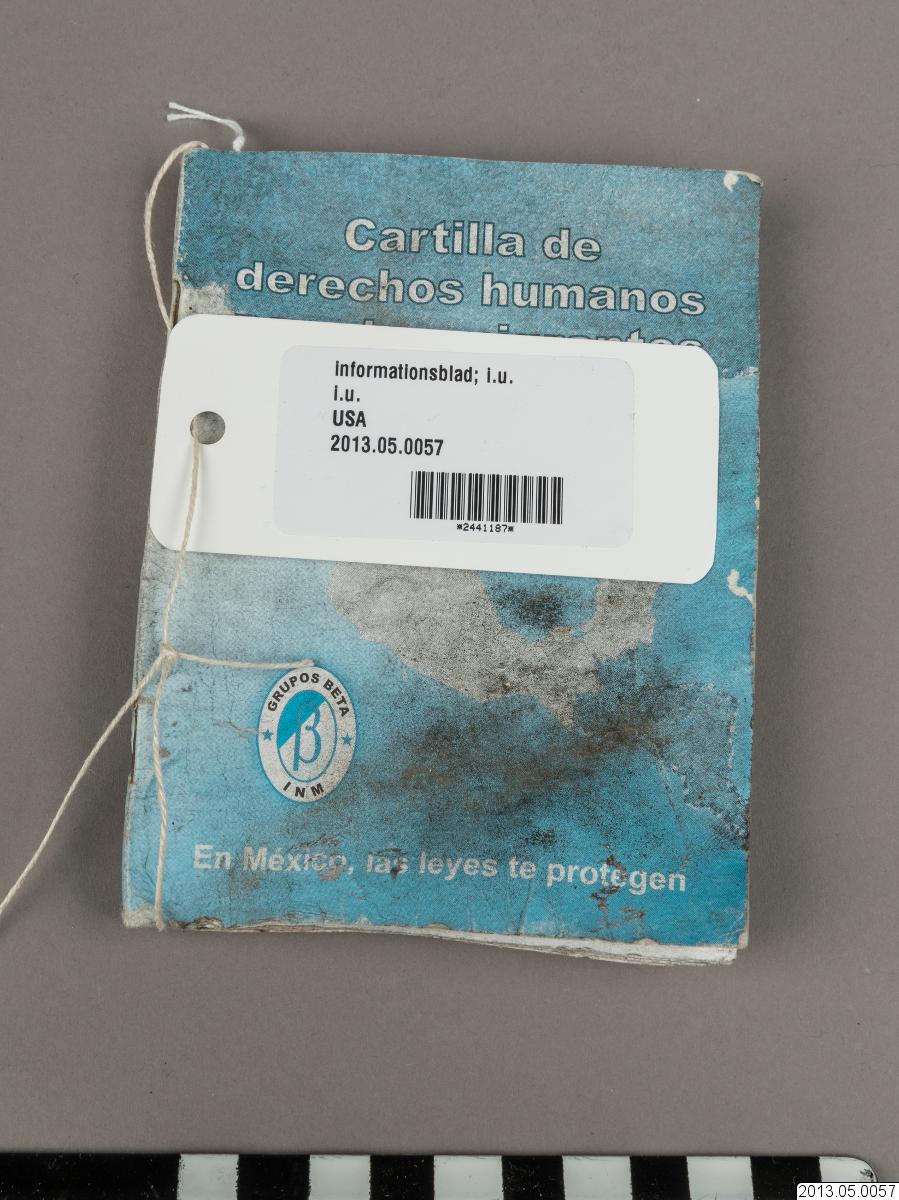 Cartilla de
derechos humanos
informationsblad; i.u.
i.u.
USA
2013.05.0057
*2441187*
GRUPOS BETA
β
INM
En México, las leyes te protegen
2013.05.0057